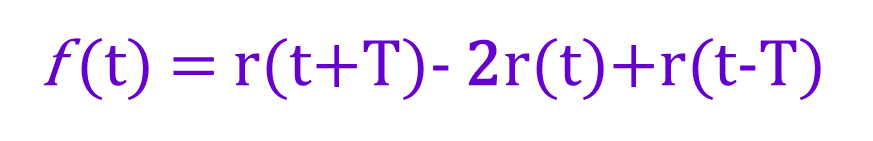 f(t) = r(t+T)- 2r(t)+r(t-T)